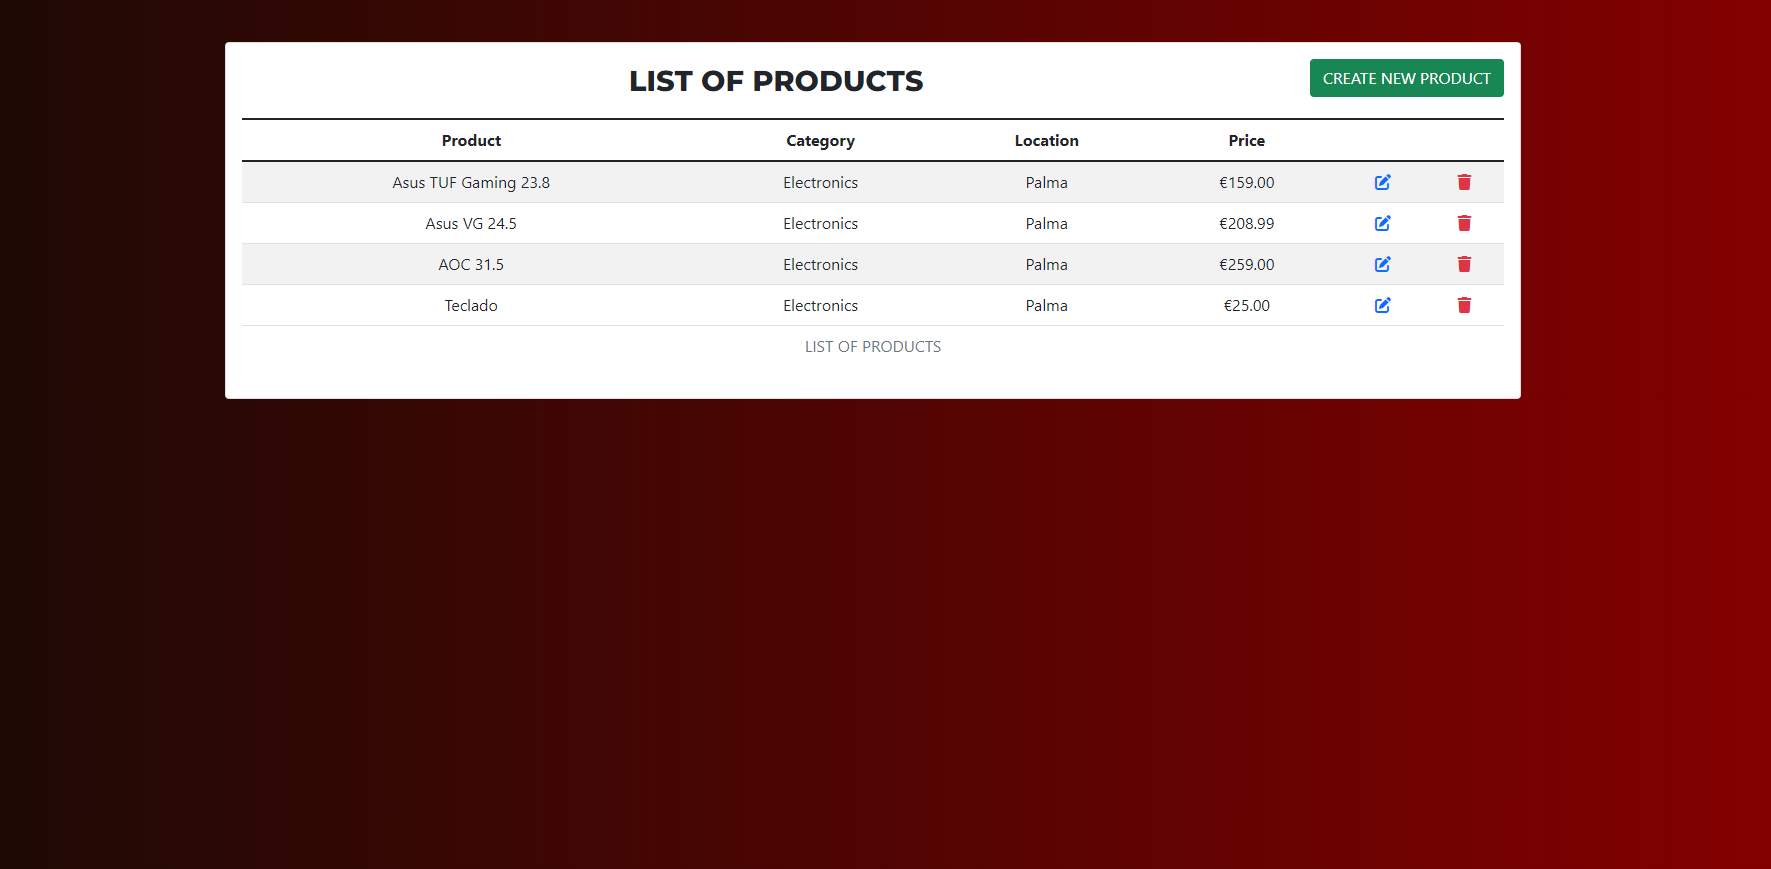 LIST OF PRODUCTS
CREATE NEW PRODUCT
Product Category Location Price
Asus TUF Gaming 23.8 Electronics Palma €159.00
Asus VG 24.5 Electronics Palma €208.99
AOC 31.5 Electronics Palma €259.00
Teclado Electronics Palma €25.00
LIST OF PRODUCTS